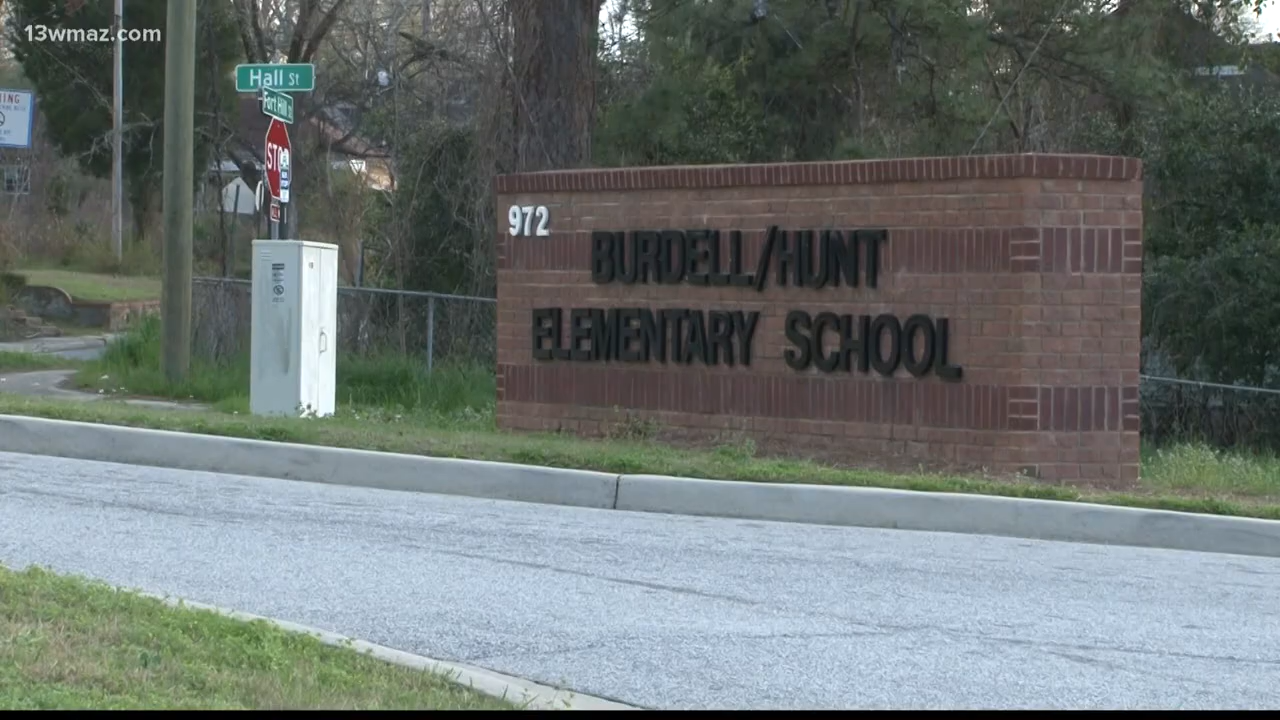 13wmaz.com
Hall St
Fort Hill
STOP
972
BURDELL/HUNT
ELEMENTARY SCHOOL